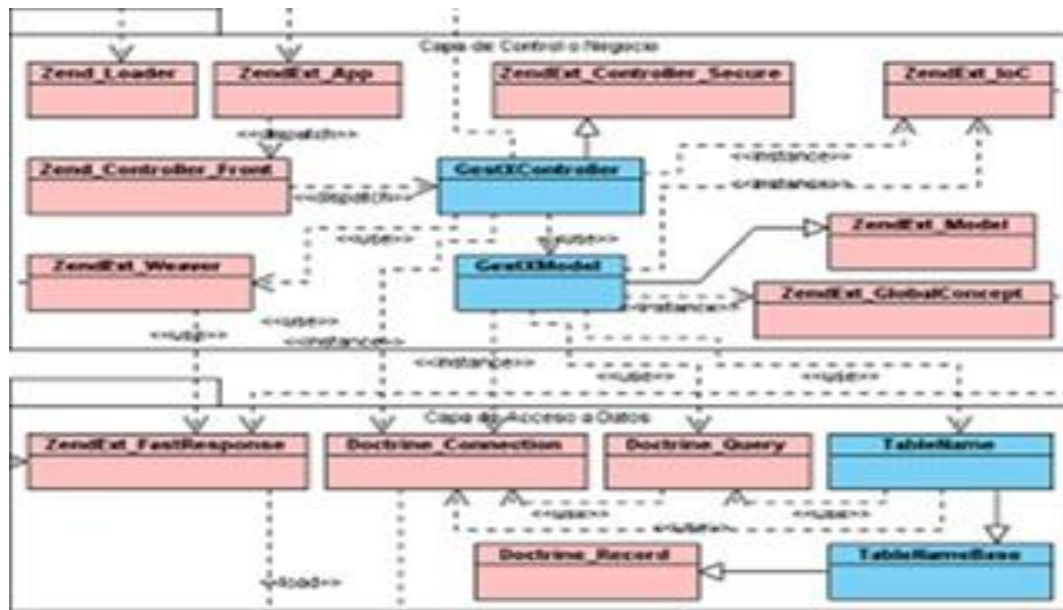 Capa de Control o Negocio
Zend_Loader
ZendExt_App
ZendExt_Controller_Secure
ZendExt_IoC
<<dispatch>>
<<instance>>
Zend_Controller_Front
GestXController
<<dispatch>>
<<instance>>
ZendExt_Model
<<use>>
<<use>>
ZendExt_Weaver
GestXModel
ZendExt_GlobalConcept
<<instance>>
<<use>>
<<use>>
<<instance>>
<<instance>>
<<use>>
<<use>>
Capa de Acceso a Datos
ZendExt_FastResponse
Doctrine_Connection
Doctrine_Query
TableName
<<use>>
<<use>>
<<use>>
Doctrine_Record
TableNameBase
<<load>>